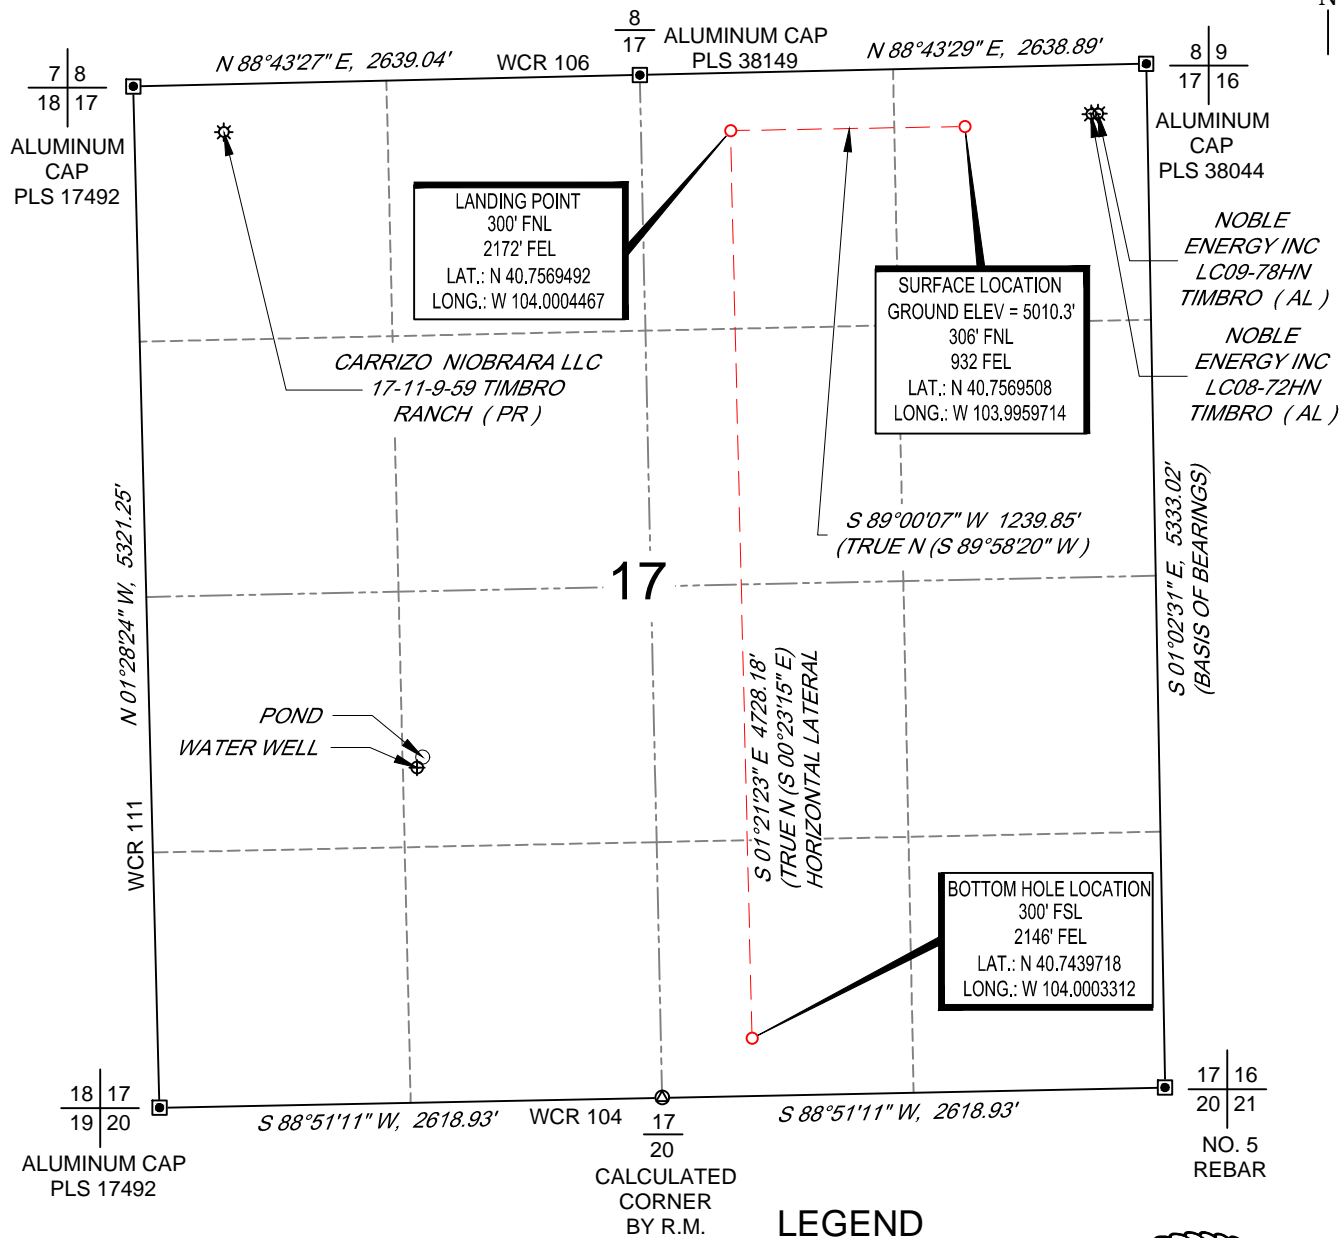 N
8
17
ALUMINUM CAP
PLS 38149
N 88°43'27" E, 2639.04'
WCR 106
N 88°43'29" E, 2638.89'
7 8
18 17
ALUMINUM
CAP
PLS 17492
8 9
17 16
ALUMINUM
CAP
PLS 38044
LANDING POINT
300' FNL
2172' FEL
LAT.: N 40.7569492
LONG.: W 104.0004467
NOBLE
ENERGY INC
LC09-78HN
TIMBRO ( AL )
SURFACE LOCATION
GROUND ELEV = 5010.3'
306' FNL
932 FEL
LAT.: N 40.7569508
LONG.: W 103.9959714
NOBLE
ENERGY INC
LC08-72HN
TIMBRO ( AL )
CARRIZO NIOBRARA LLC
17-11-9-59 TIMBRO
RANCH ( PR )
N 01°28'24" W, 5321.25'
S 89°00'07" W 1239.85'
(TRUE N (S 89°58'20" W )
S 01°02'31" E, 5333.02'
(BASIS OF BEARINGS)
17
S 01°21'23" E 4728.18'
(TRUE N (S 00°23'15" E)
HORIZONTAL LATERAL
POND
WATER WELL
WCR 111
BOTTOM HOLE LOCATION
300' FSL
2146' FEL
LAT.: N 40.7439718
LONG.: W 104.0003312
18 17
19 20
ALUMINUM CAP
PLS 17492
S 88°51'11" W, 2618.93'
WCR 104
17
20
CALCULATED
CORNER
BY R.M.
S 88°51'11" W, 2618.93'
17 16
20 21
NO. 5
REBAR
LEGEND